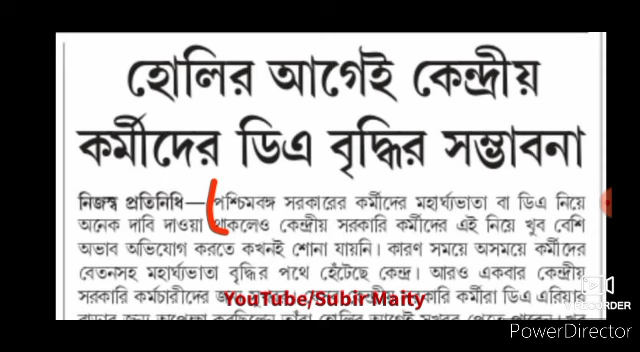 হোলির আগেই কেন্দ্রীয়
কর্মীদের ডিএ বৃদ্ধির সম্ভাবনা
নিজস্ব প্রতিনিধি— পশ্চিমবঙ্গ সরকারের কর্মীদের মহার্ঘ্যভাতা বা ডিএ নিয়ে
অনেক দাবি দাওয়া থাকলেও কেন্দ্রীয় সরকারি কর্মীদের এই নিয়ে খুব বেশি
অভাব অভিযোগ করতে কখনই শোনা যায়নি। কারণ সময়ে অসময়ে কর্মীদের
বেতনসহ মহার্ঘভাতা বৃদ্ধির পথে হেঁটেছে কেন্দ্র। আরও একবার কেন্দ্রীয়
সরকারি কর্মচারীদের জন্য কারি কর্মীরা ডিএ এরিয়ার
YouTube/Subir Maity
RECORDER
PowerDirector